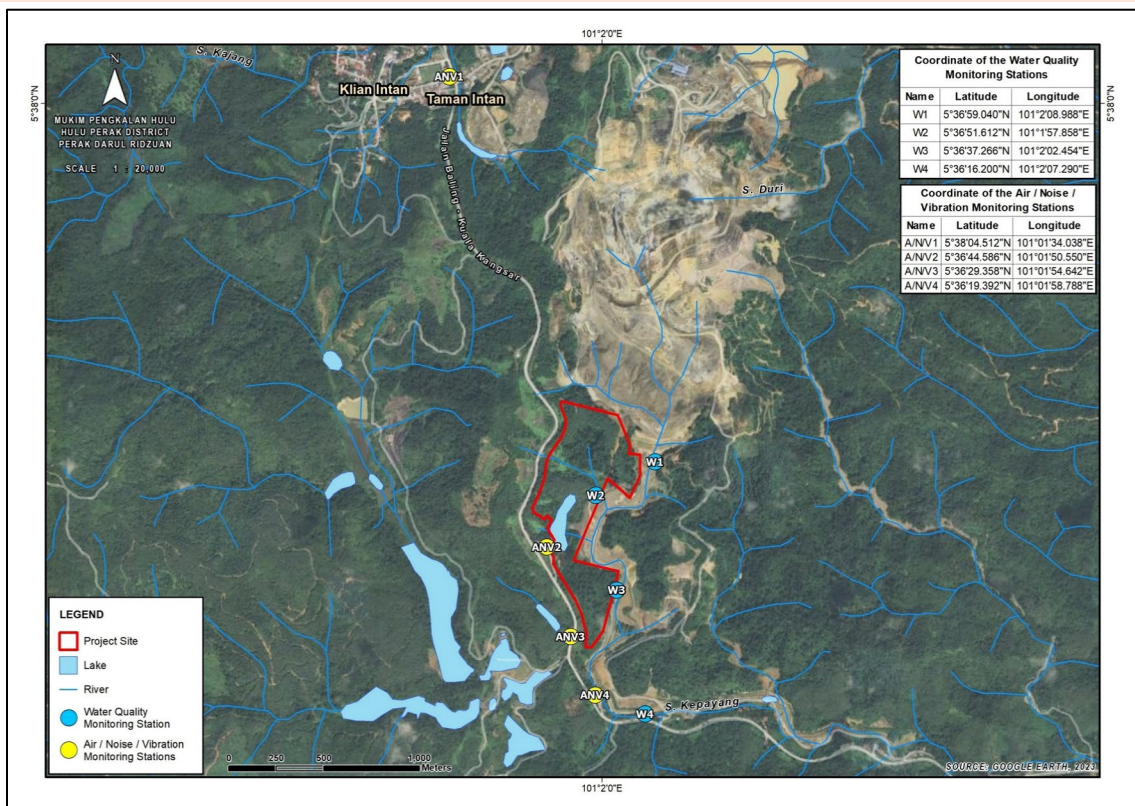 101°2'0"E
S. Kajang
N
ANV1
Klian Intan
Taman Intan
MUKIM PENGKALAN HULU
HULU PERAK DISTRICT
PERAK DARUL RIDZUAN
SCALE 1 : 20,000
5°38'0"N
5°38'0"N
Jalan Baling - Kuala Kangsar
S. Duri
Coordinate of the Water Quality
Monitoring Stations
Name Latitude Longitude
W1 5°36'59.040"N 101°2'08.988"E
W2 5°36'51.612"N 101°1'57.858"E
W3 5°36'37.266"N 101°2'02.454"E
W4 5°36'16.200"N 101°2'07.290"E
Coordinate of the Air / Noise /
Vibration Monitoring Stations
Name Latitude Longitude
A/N/V1 5°38'04.512"N 101°01'34.038"E
A/N/V2 5°36'44.586"N 101°01'50.550"E
A/N/V3 5°36'29.358"N 101°01'54.642"E
A/N/V4 5°36'19.392"N 101°01'58.788"E
W1
W2
ANV2
W3
ANV3
ANV4
W4
S. Kepayang
LEGEND
Project Site
Lake
River
Water Quality
Monitoring Station
Air / Noise / Vibration
Monitoring Stations
0 250 500 1,000
Meters
SOURCE: GOOGLE EARTH, 2023
101°2'0"E